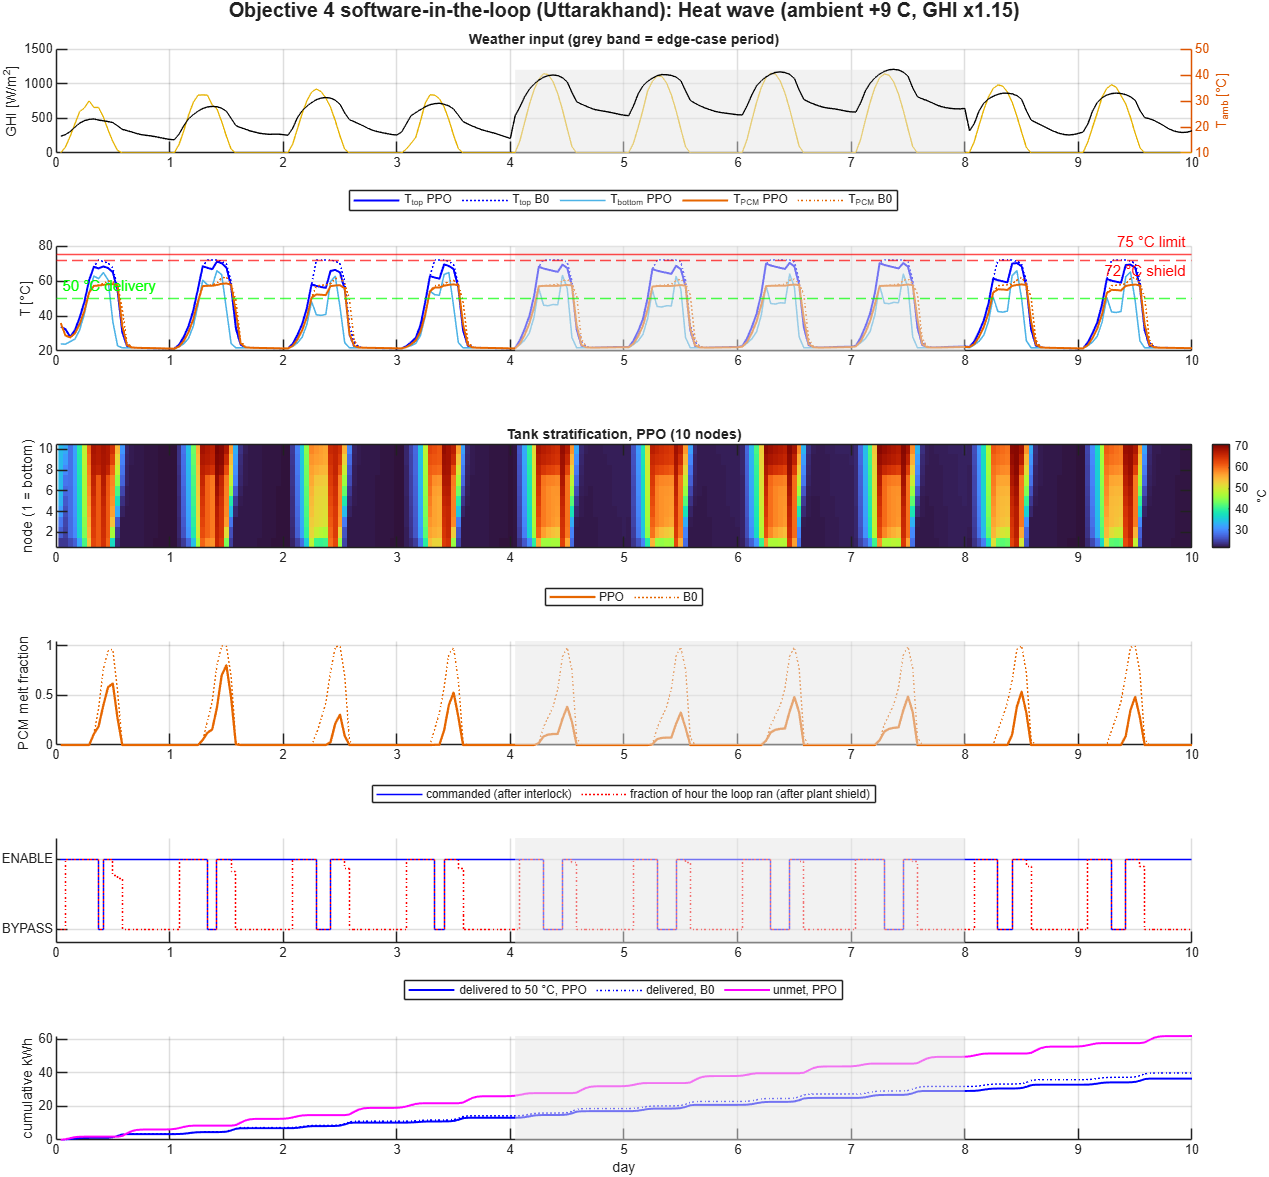 Objective 4 software-in-the-loop (Uttarakhand): Heat wave (ambient +9 C, GHI x1.15)
Weather input (grey band = edge-case period)
GHI [W/m²]
1500
1000
500
0
50
40
30
20
10
T_amb [°C]
0 1 2 3 4 5 6 7 8 9 10
T_top PPO T_top B0 T_bottom PPO T_PCM PPO T_PCM B0
T [°C]
80
60
40
20
75 °C limit
72 °C shield
50 °C delivery
0 1 2 3 4 5 6 7 8 9 10
Tank stratification, PPO (10 nodes)
node (1 = bottom)
10
8
6
4
2
70
60
50
40
30
°C
0 1 2 3 4 5 6 7 8 9 10
PPO B0
PCM melt fraction
1
0.5
0
0 1 2 3 4 5 6 7 8 9 10
commanded (after interlock) fraction of hour the loop ran (after plant shield)
ENABLE
BYPASS
0 1 2 3 4 5 6 7 8 9 10
delivered to 50 °C, PPO delivered, B0 unmet, PPO
cumulative kWh
60
40
20
0
0 1 2 3 4 5 6 7 8 9 10
day